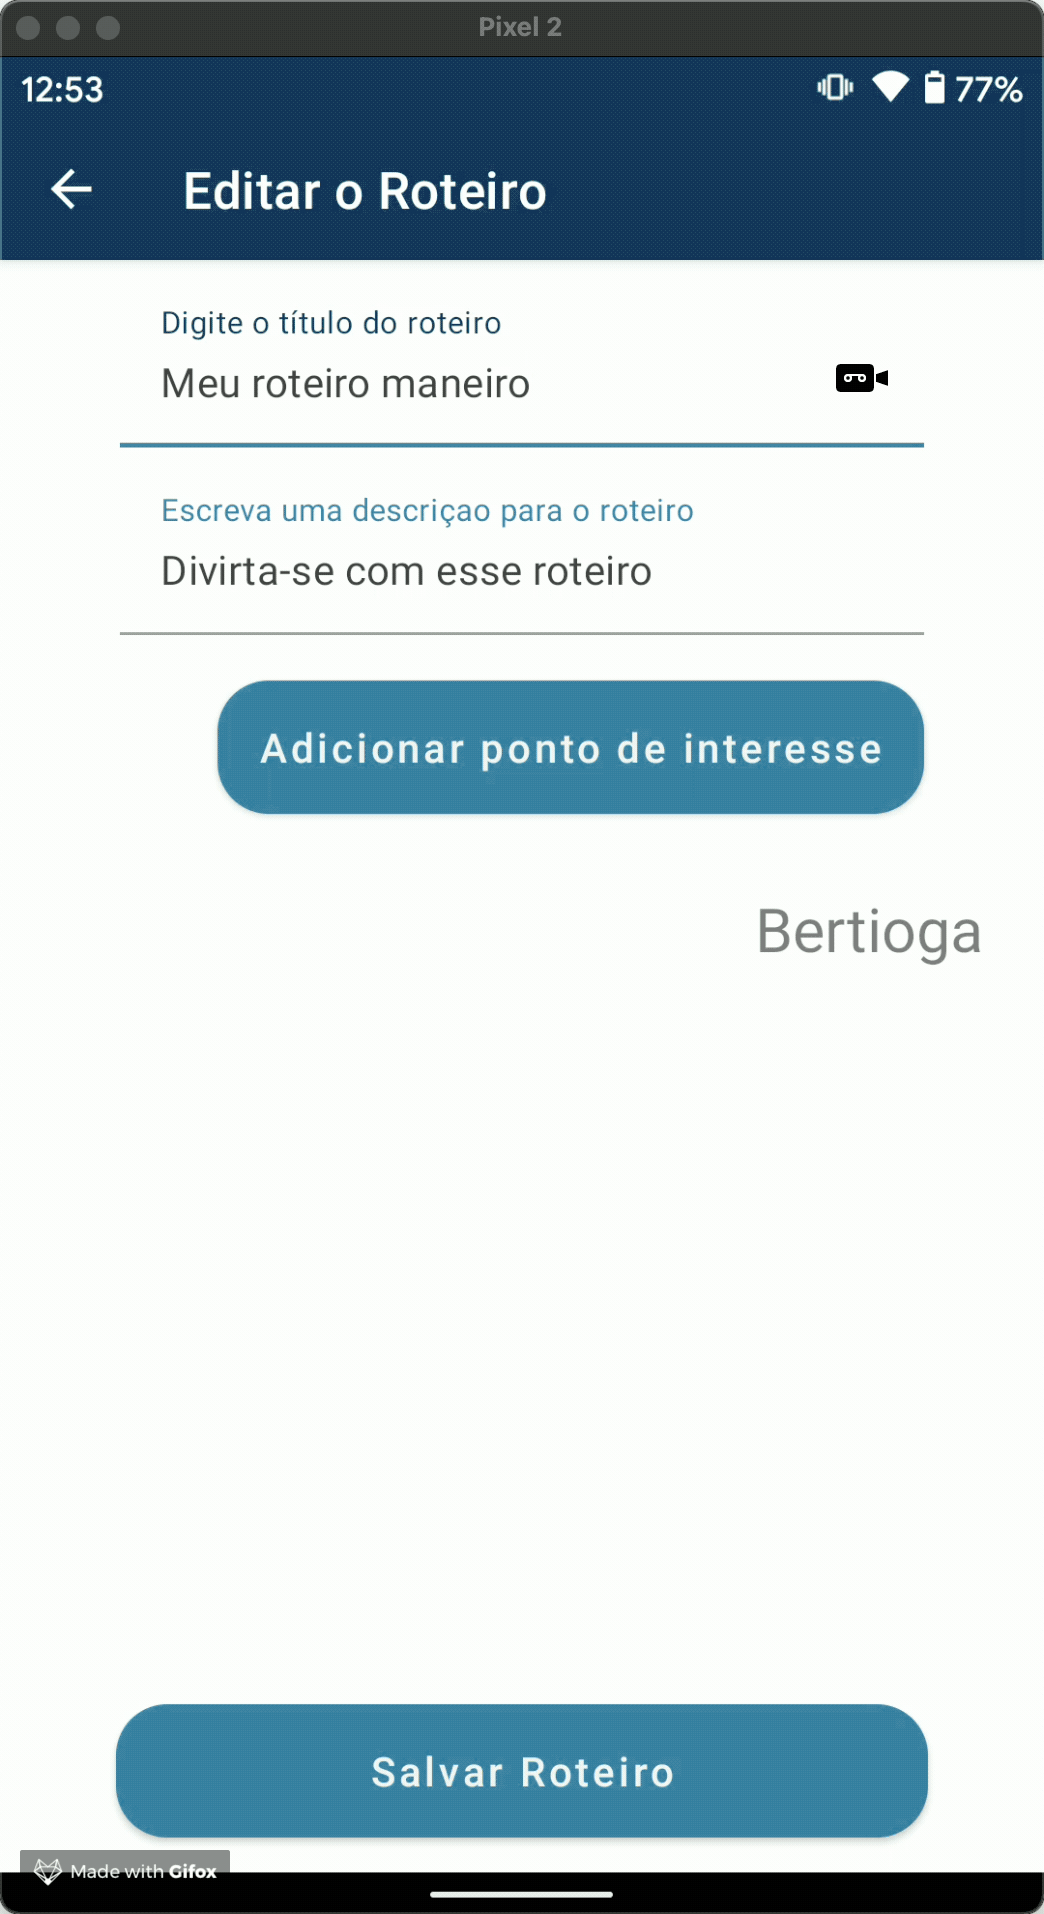 Pixel 2
12:53
77%
Editar o Roteiro
Digite o título do roteiro
Meu roteiro maneiro
Escreva uma descriçao para o roteiro
Divirta-se com esse roteiro
Adicionar ponto de interesse
Bertioga
Salvar Roteiro
Made with Gifox